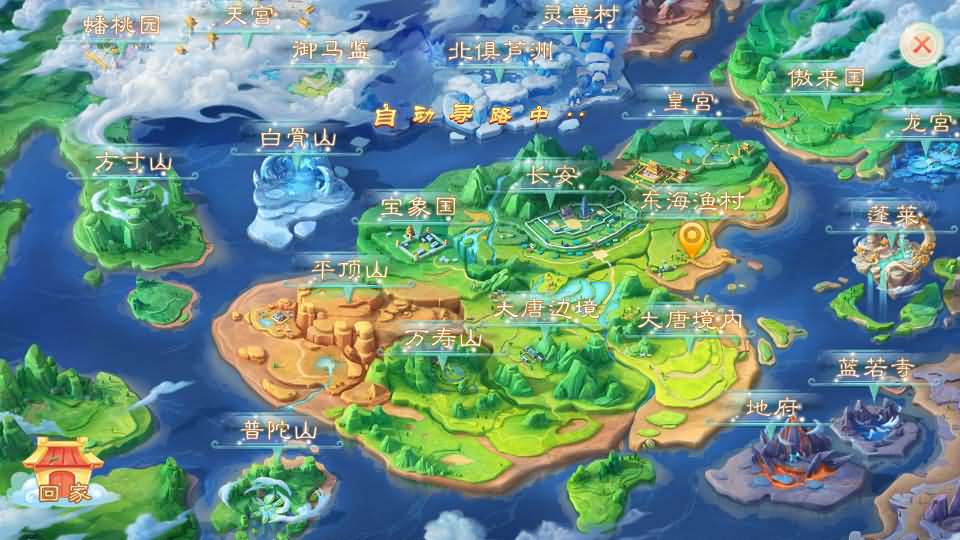 蟠桃园
天宫
灵兽村
御马监
北俱芦洲
傲来国
皇宫
自动寻路中..
龙宫
白骨山
方寸山
长安
宝象国
东海渔村
蓬莱
平顶山
大唐边境
大唐境内
万寿山
蓝若寺
地府
普陀山
回家